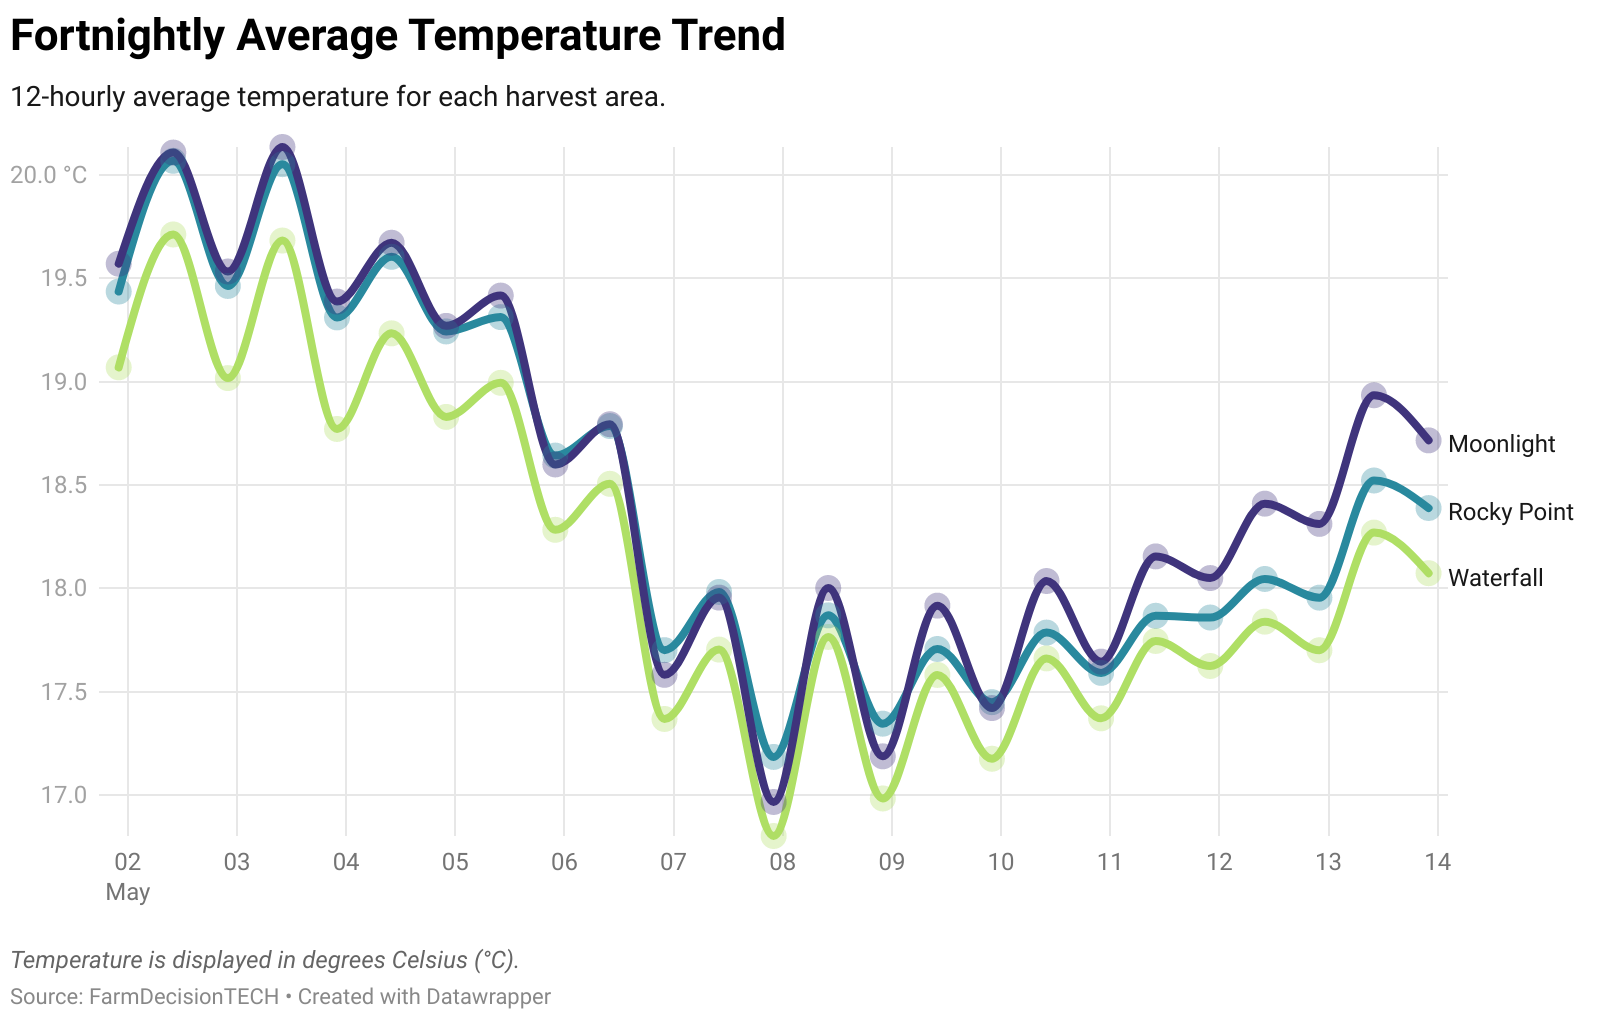 Fortnightly Average Temperature Trend
12-hourly average temperature for each harvest area.
20.0 °C
19.5
19.0
18.5
18.0
17.5
17.0
Moonlight
Rocky Point
Waterfall
02 03 04 05 06 07 08 09 10 11 12 13 14
May
Temperature is displayed in degrees Celsius (°C).
Source: FarmDecisionTECH • Created with Datawrapper